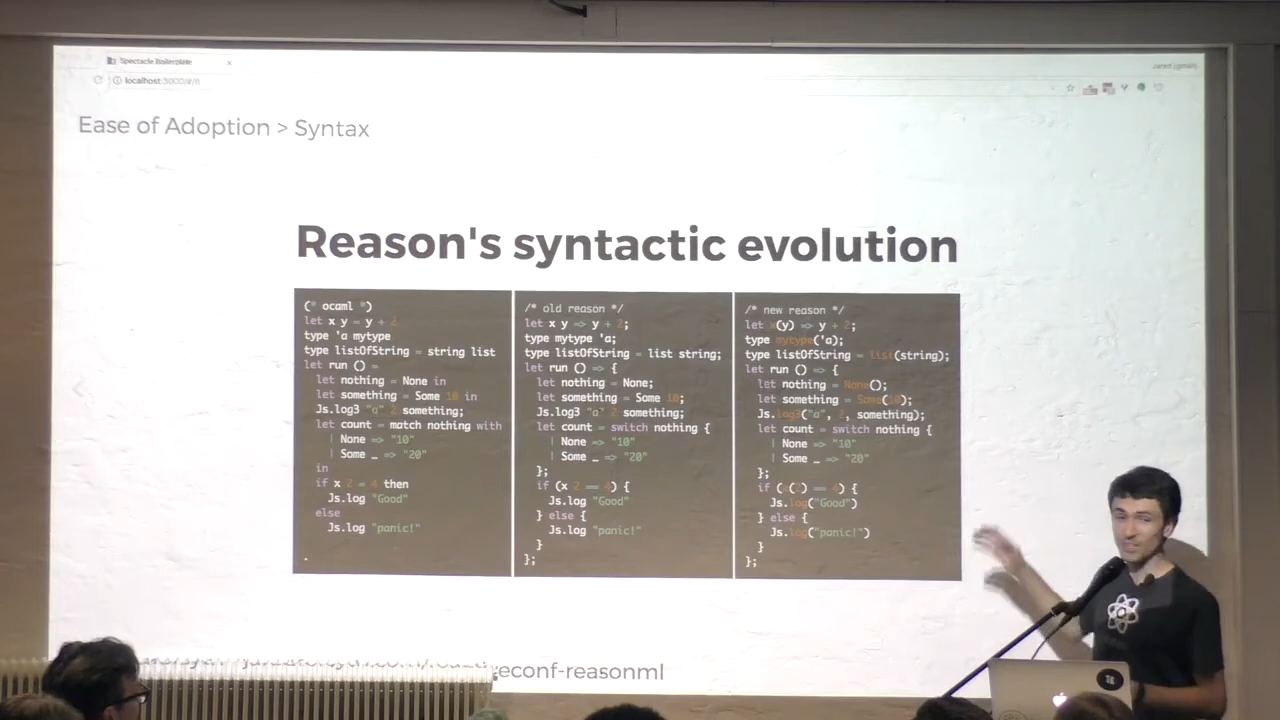 Spectacle Boilerplate
localhost:3000/#/8
Ease of Adoption > Syntax
Reason's syntactic evolution
(* ocaml *)
let x y = y + 2
type 'a mytype
type listOfString = string list
let run () =
let nothing = None in
let something = Some 10 in
Js.log3 "a" 2 something;
let count = match nothing with
| None => "10"
| Some _ => "20"
in
if x 2 = 4 then
Js.log "Good"
else
Js.log "panic!"
/* old reason */
let x y => y + 2;
type mytype 'a;
type listOfString = list string;
let run () => {
let nothing = None;
let something = Some 10;
Js.log3 "a" 2 something;
let count = switch nothing {
| None => "10"
| Some _ => "20"
};
if (x 2 == 4) {
Js.log "Good"
} else {
Js.log "panic!"
}
};
/* new reason */
let x(y) => y + 2;
type mytype('a);
type listOfString = list(string);
let run () => {
let nothing = None();
let something = Some(10);
Js.log3("a", 2, something);
let count = switch nothing {
| None => "10"
| Some _ => "20"
};
if (x(2) == 4) {
Js.log("Good")
} else {
Js.log("panic!")
}
};
econf-reasonml